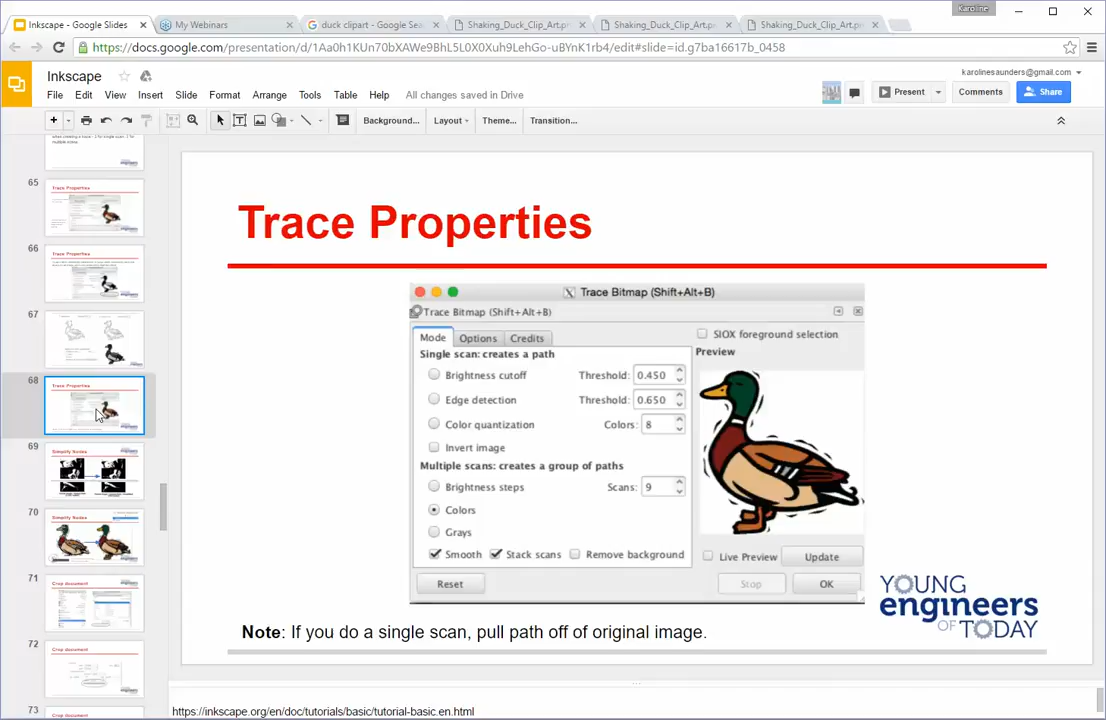 Karoline
Inkscape - Google Slides
My Webinars
duck clipart - Google Sea
Shaking_Duck_Clip_Art.p
Shaking_Duck_Clip_Art.p
Shaking_Duck_Clip_Art.p
https://docs.google.com/presentation/d/1Aa0h1KUn70bXAWe9BhL5L0X0Xuh9LehGo-uBYnK1rb4/edit#slide=id.g7ba16617b_0458
Inkscape
karolinesaunders@gmail.com
File Edit View Insert Slide Format Arrange Tools Table Help All changes saved in Drive
Present
Comments
Share
Background... Layout Theme... Transition...
65
Trace Properties
66
Trace Properties
67
68
Trace Properties
69
Simplify Nodes
70
Simplify Nodes
71
Crop document
72
Crop document
73
Crop document
Trace Properties
Trace Bitmap (Shift+Alt+B)
Trace Bitmap (Shift+Alt+B)
Mode Options Credits
SIOX foreground selection
Single scan: creates a path
Preview
Brightness cutoff Threshold: 0.450
Edge detection Threshold: 0.650
Color quantization Colors: 8
Invert image
Multiple scans: creates a group of paths
Brightness steps Scans: 9
Colors
Grays
Smooth Stack scans Remove background
Live Preview Update
Reset Stop OK
YOUNG
engineers
OF TODAY
Note: If you do a single scan, pull path off of original image.
https://inkscape.org/en/doc/tutorials/basic/tutorial-basic.en.html